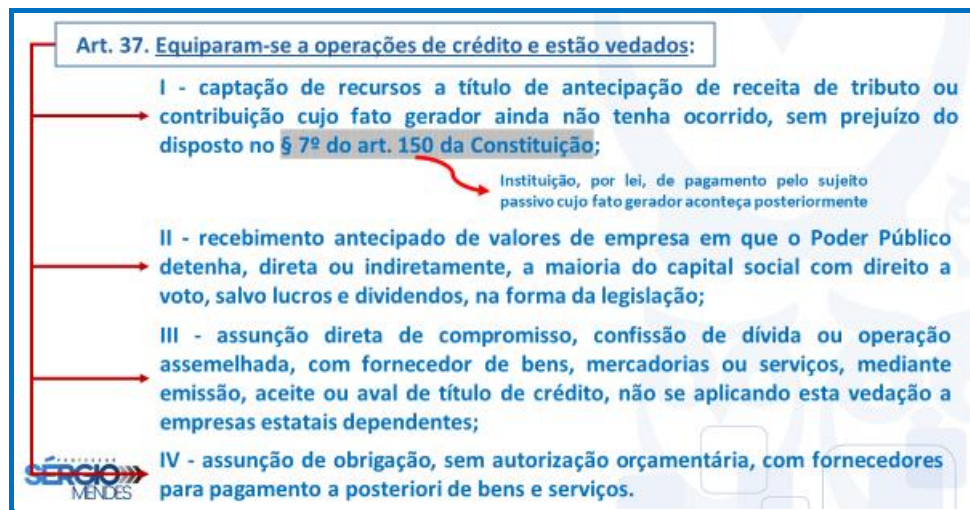 Art. 37. Equiparam-se a operações de crédito e estão vedados:
I - captação de recursos a título de antecipação de receita de tributo ou
contribuição cujo fato gerador ainda não tenha ocorrido, sem prejuízo do
disposto no § 7º do art. 150 da Constituição;
Instituição, por lei, de pagamento pelo sujeito
passivo cujo fato gerador aconteça posteriormente
II - recebimento antecipado de valores de empresa em que o Poder Público
detenha, direta ou indiretamente, a maioria do capital social com direito a
voto, salvo lucros e dividendos, na forma da legislação;
III - assunção direta de compromisso, confissão de dívida ou operação
assemelhada, com fornecedor de bens, mercadorias ou serviços, mediante
emissão, aceite ou aval de título de crédito, não se aplicando esta vedação a
empresas estatais dependentes;
IV - assunção de obrigação, sem autorização orçamentária, com fornecedores
para pagamento a posteriori de bens e serviços.
SÉRGIO
MENDES